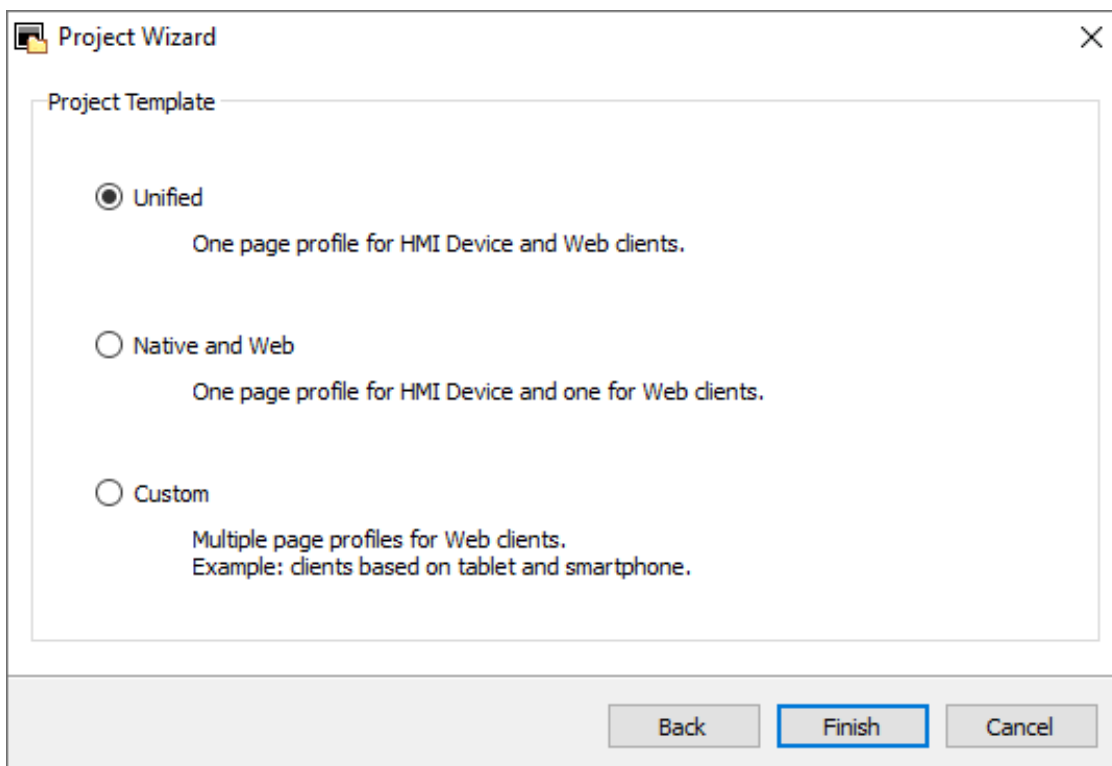 Project Wizard
Project Template
Unified
One page profile for HMI Device and Web clients.
Native and Web
One page profile for HMI Device and one for Web clients.
Custom
Multiple page profiles for Web clients.
Example: clients based on tablet and smartphone.
Back Finish Cancel